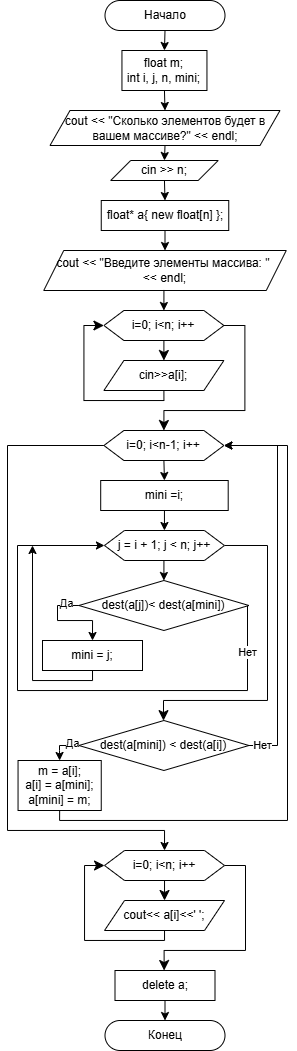 Начало
float m;
int i, j, n, mini;
cout << "Сколько элементов будет в
вашем массиве?" << endl;
cin >> n;
float* a{ new float[n] };
cout << "Введите элементы массива: "
<< endl;
i=0; i<n; i++
cin>>a[i];
i=0; i<n-1; i++
mini =i;
j = i + 1; j < n; j++
dest(a[j])< dest(a[mini])
Да
mini = j;
Нет
dest(a[mini]) < dest(a[i])
Да
Нет
m = a[i];
a[i] = a[mini];
a[mini] = m;
i=0; i<n; i++
cout<< a[i]<<' ';
delete a;
Конец